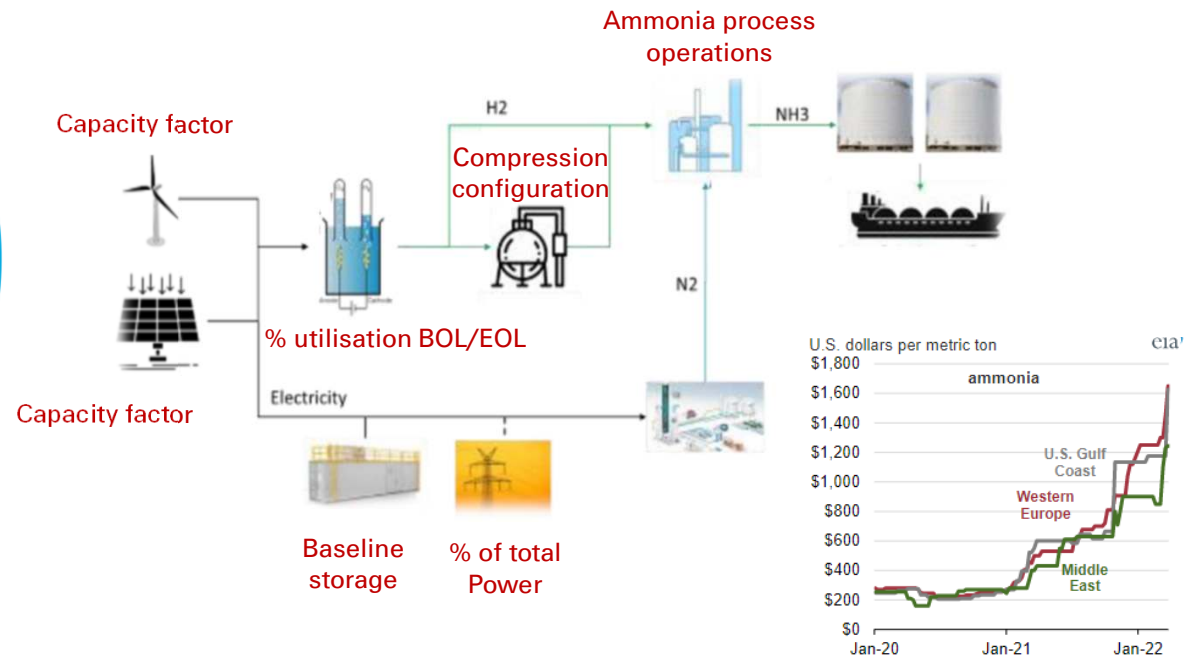 Ammonia process
operations
H2
NH3
Capacity factor
Compression
configuration
N2
% utilisation BOL/EOL
Capacity factor
Electricity
Baseline
storage
% of total
Power
U.S. dollars per metric ton
eia
ammonia
$1,800
$1,600
$1,400
$1,200
$1,000
$800
$600
$400
$200
$0
U.S. Gulf
Coast
Western
Europe
Middle
East
Jan-20
Jan-21
Jan-22